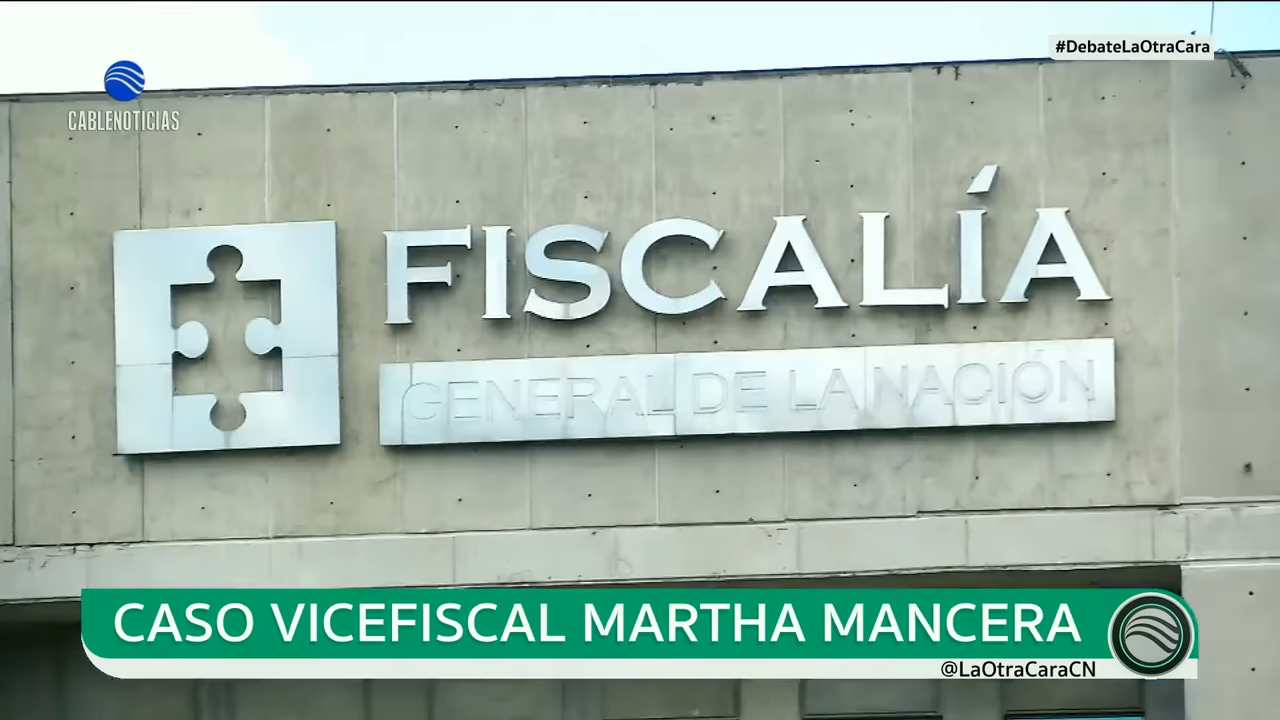 #DebateLaOtraCara
CABLENOTICIAS
FISCALÍA
GENERAL DE LA NACIÓN
CASO VICEFISCAL MARTHA MANCERA
@LaOtraCaraCN